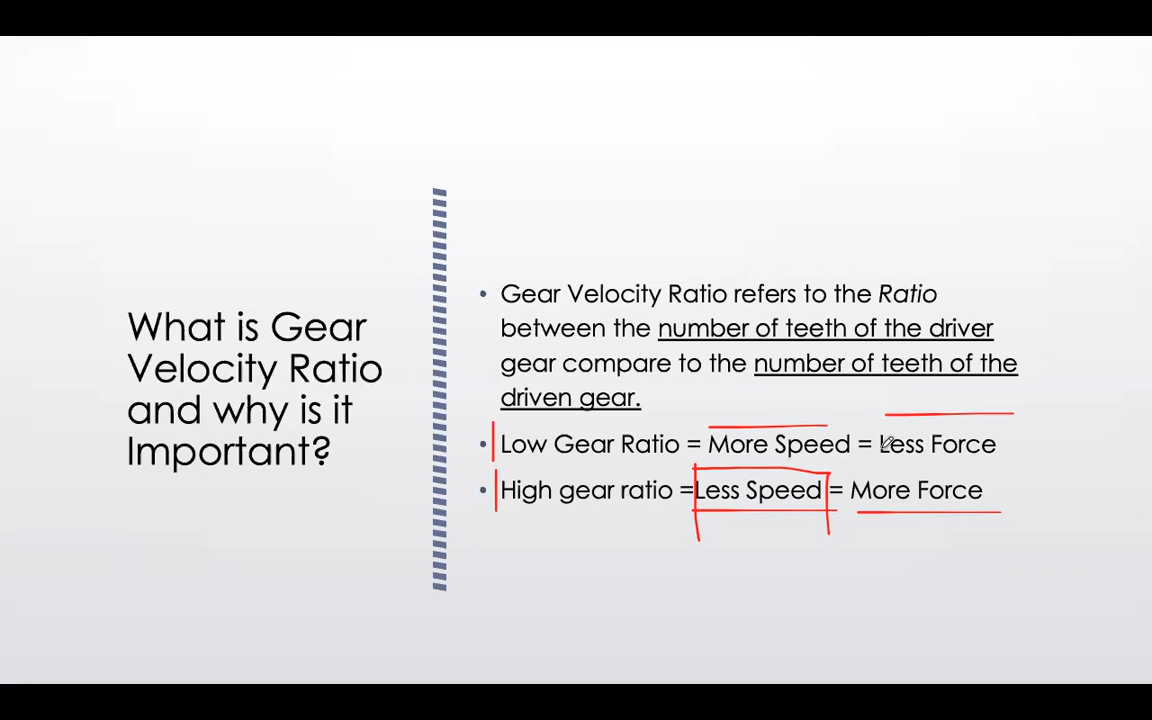 What is Gear
Velocity Ratio
and why is it
Important?
• Gear Velocity Ratio refers to the Ratio
between the number of teeth of the driver
gear compare to the number of teeth of the
driven gear.
• Low Gear Ratio = More Speed = Less Force
• High gear ratio =Less Speed = More Force